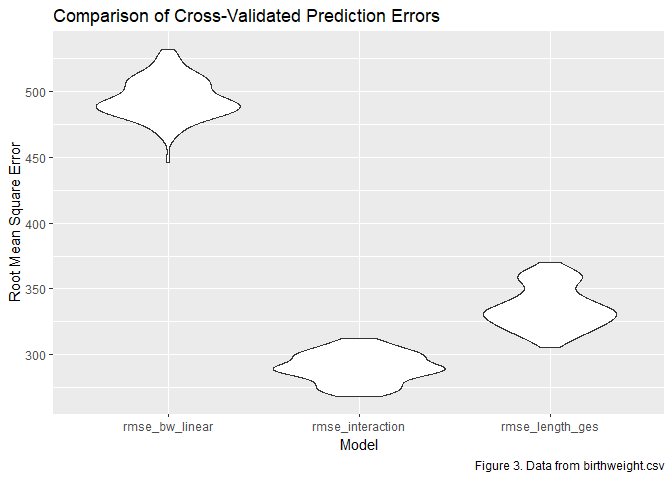 Comparison of Cross-Validated Prediction Errors
Root Mean Square Error
500
450
400
350
300
rmse_bw_linear
rmse_interaction
rmse_length_ges
Model
Figure 3. Data from birthweight.csv